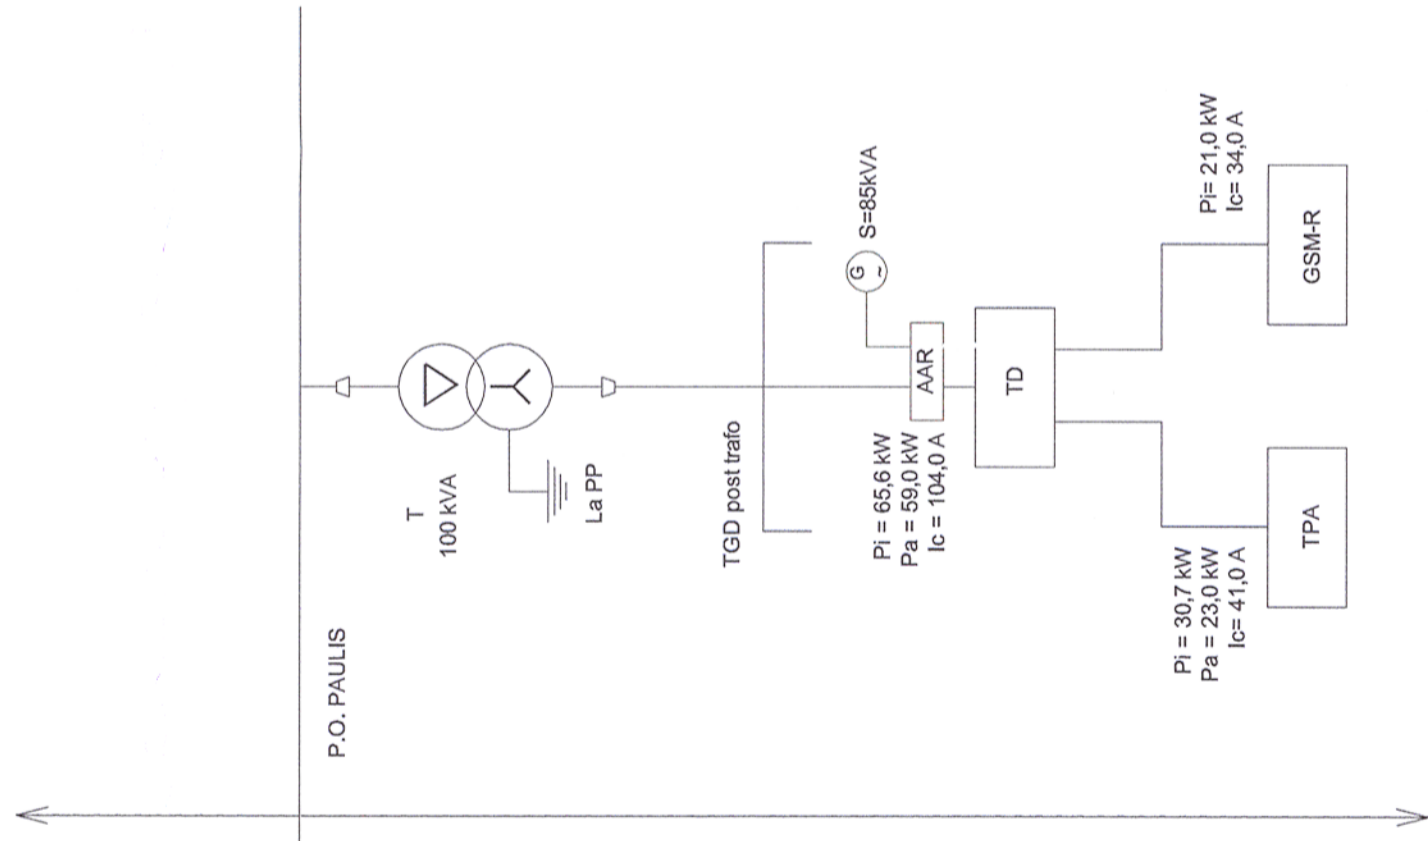 P.O. PAULIS
T
100 kVA
La PP
TGD post trafo
G
~
S=85kVA
Pi = 65,6 kW
Pa = 59,0 kW
Ic = 104,0 A
AAR
TD
Pi = 30,7 kW
Pa = 23,0 kW
Ic= 41,0 A
TPA
Pi= 21,0 kW
Ic= 34,0 A
GSM-R